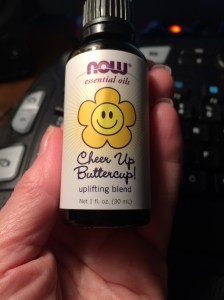 NOW®
essential oils
Cheer Up
Buttercup!
uplifting blend
Net 1 fl. oz. (30 mL)